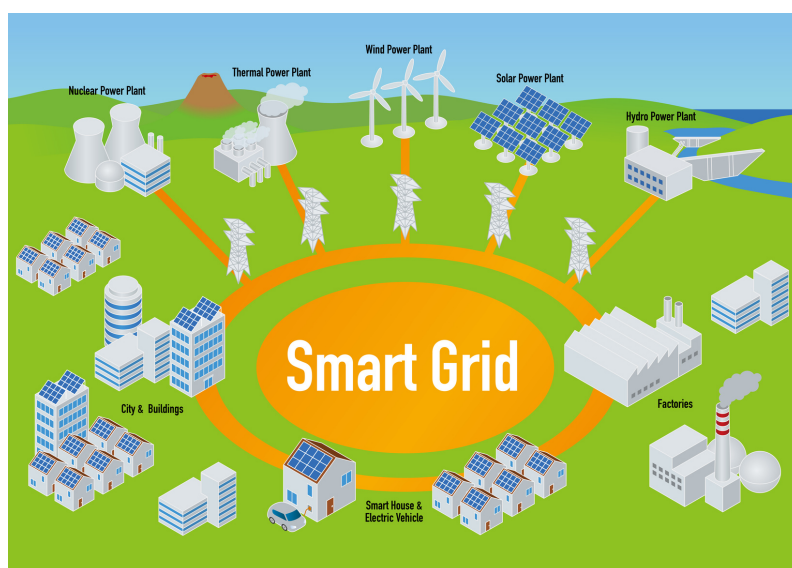 Wind Power Plant
Thermal Power Plant
Solar Power Plant
Nuclear Power Plant
Hydro Power Plant
Smart Grid
City & Buildings
Factories
Smart House &
Electric Vehicle